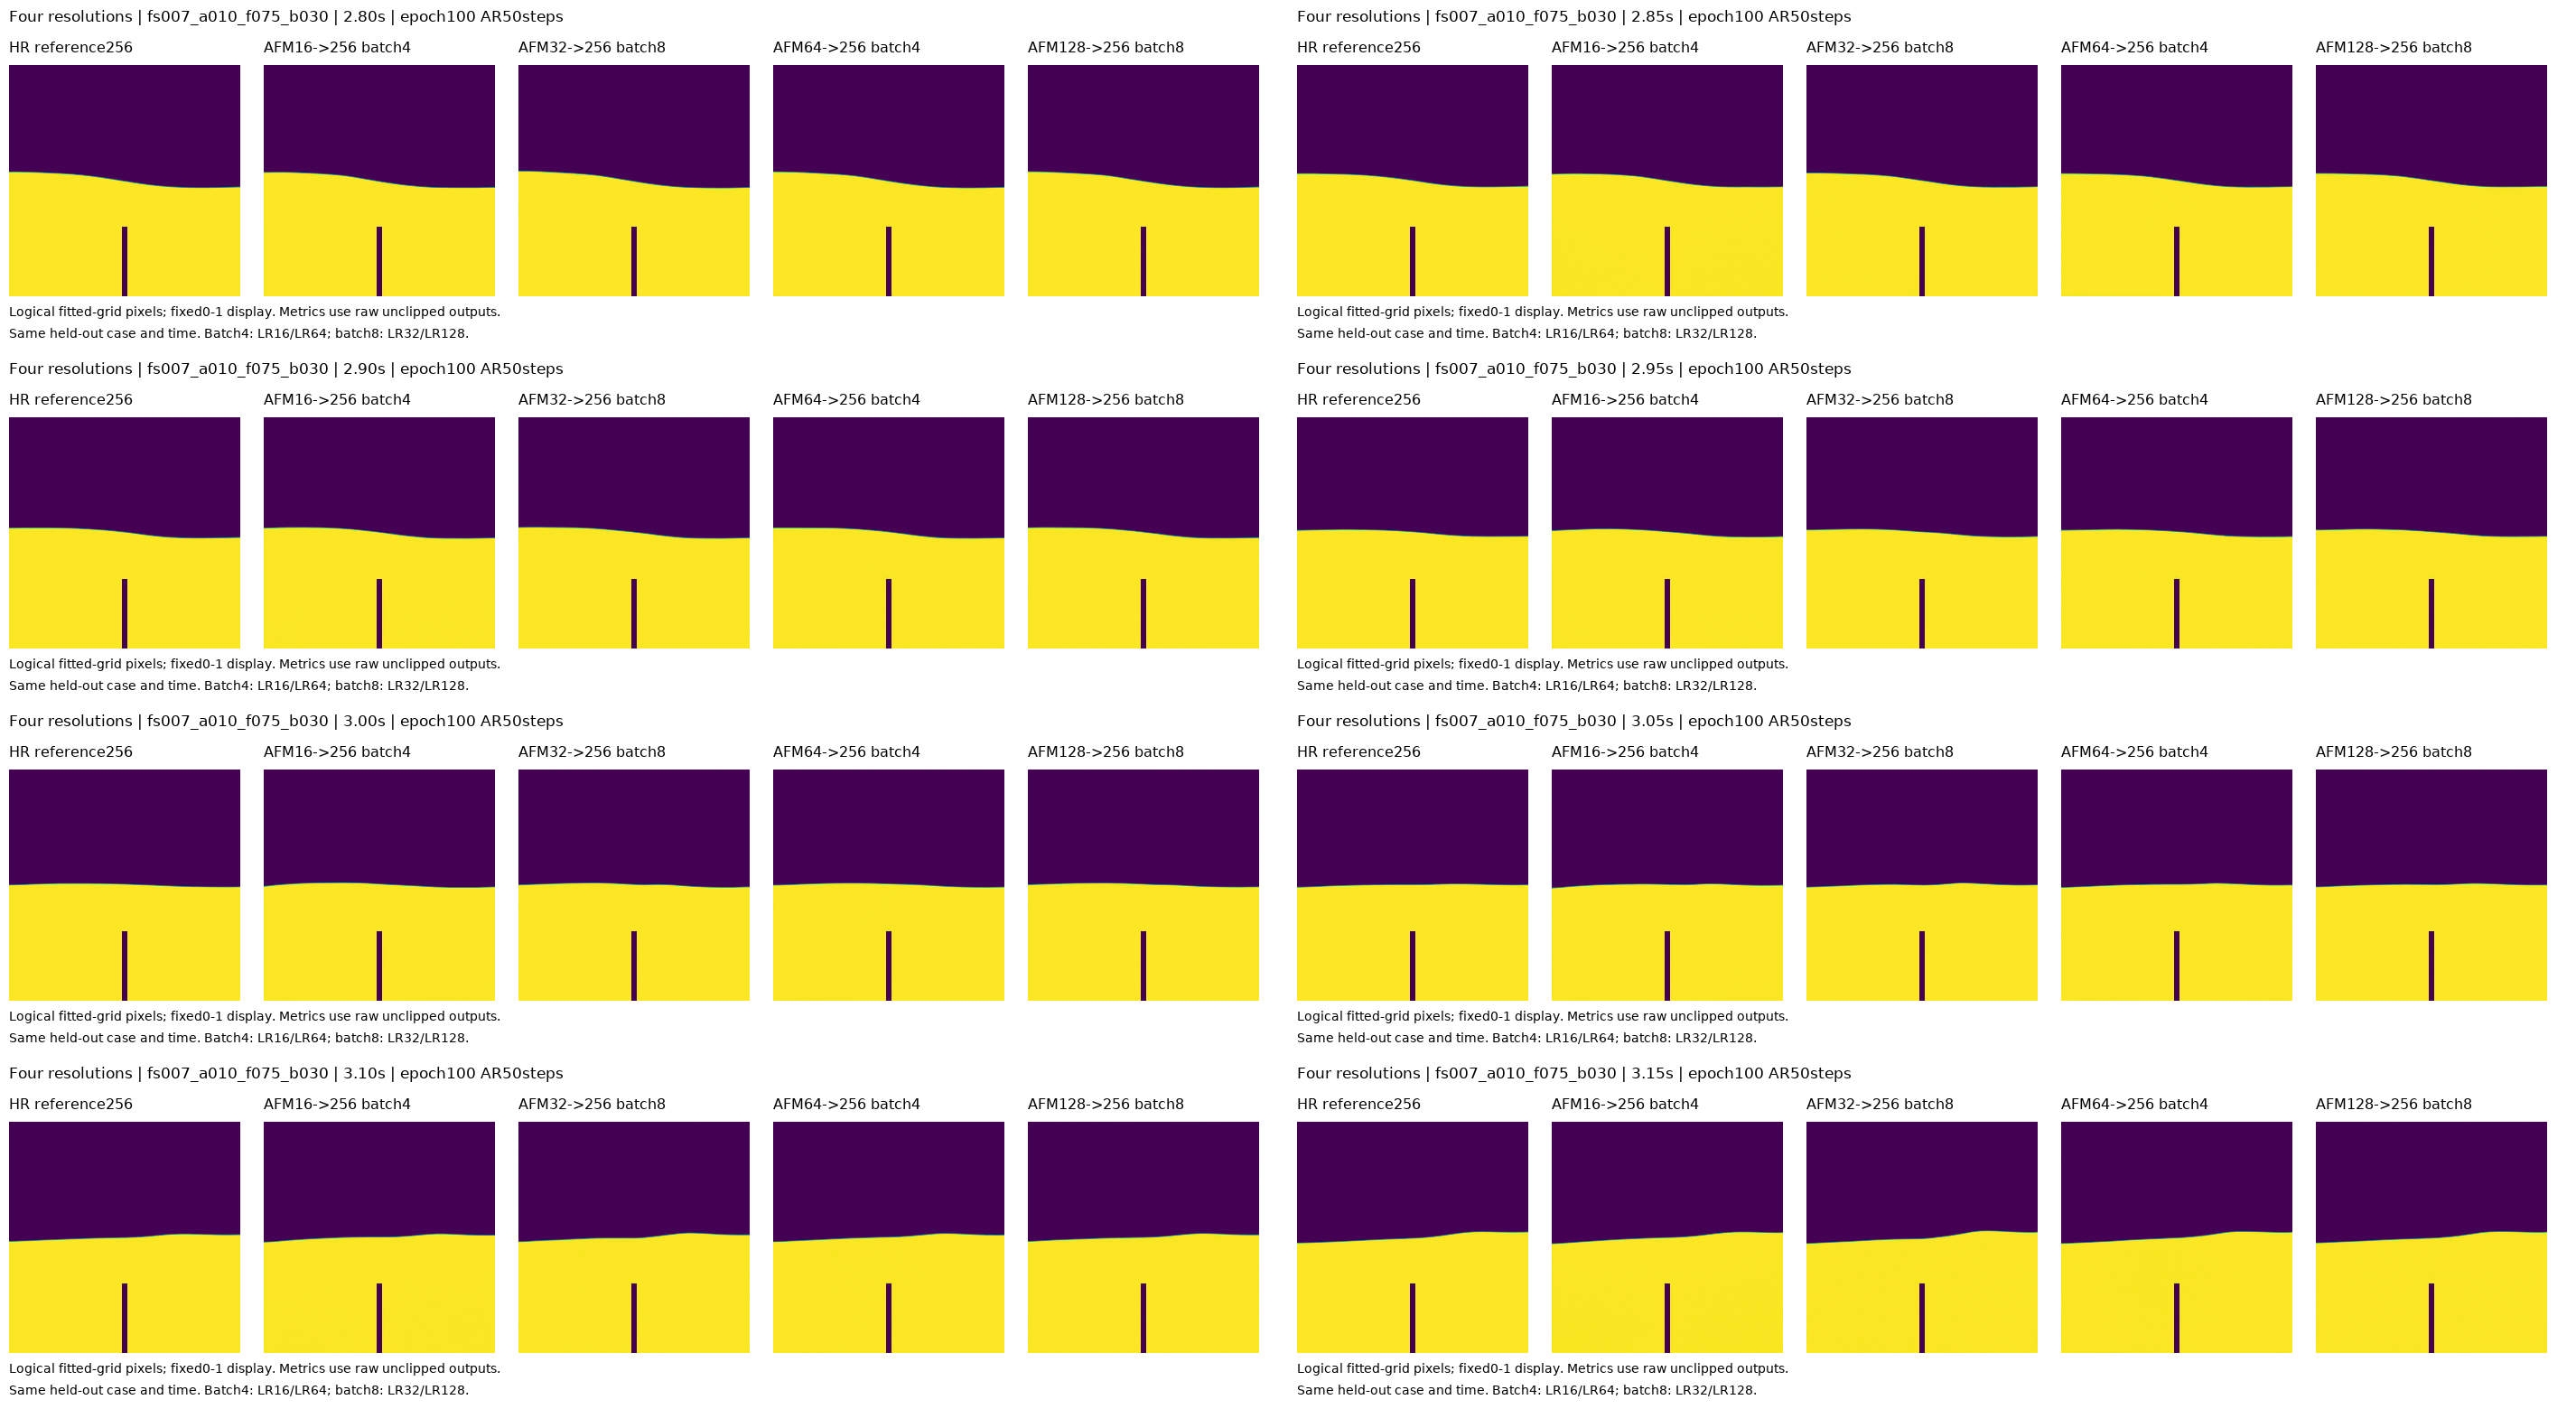 Four resolutions | fs007_a010_f075_b030 | 2.80s | epoch100 AR50steps
HR reference256 AFM16->256 batch4 AFM32->256 batch8 AFM64->256 batch4 AFM128->256 batch8
Logical fitted-grid pixels; fixed0-1 display. Metrics use raw unclipped outputs.
Same held-out case and time. Batch4: LR16/LR64; batch8: LR32/LR128.
Four resolutions | fs007_a010_f075_b030 | 2.85s | epoch100 AR50steps
HR reference256 AFM16->256 batch4 AFM32->256 batch8 AFM64->256 batch4 AFM128->256 batch8
Logical fitted-grid pixels; fixed0-1 display. Metrics use raw unclipped outputs.
Same held-out case and time. Batch4: LR16/LR64; batch8: LR32/LR128.
Four resolutions | fs007_a010_f075_b030 | 2.90s | epoch100 AR50steps
HR reference256 AFM16->256 batch4 AFM32->256 batch8 AFM64->256 batch4 AFM128->256 batch8
Logical fitted-grid pixels; fixed0-1 display. Metrics use raw unclipped outputs.
Same held-out case and time. Batch4: LR16/LR64; batch8: LR32/LR128.
Four resolutions | fs007_a010_f075_b030 | 2.95s | epoch100 AR50steps
HR reference256 AFM16->256 batch4 AFM32->256 batch8 AFM64->256 batch4 AFM128->256 batch8
Logical fitted-grid pixels; fixed0-1 display. Metrics use raw unclipped outputs.
Same held-out case and time. Batch4: LR16/LR64; batch8: LR32/LR128.
Four resolutions | fs007_a010_f075_b030 | 3.00s | epoch100 AR50steps
HR reference256 AFM16->256 batch4 AFM32->256 batch8 AFM64->256 batch4 AFM128->256 batch8
Logical fitted-grid pixels; fixed0-1 display. Metrics use raw unclipped outputs.
Same held-out case and time. Batch4: LR16/LR64; batch8: LR32/LR128.
Four resolutions | fs007_a010_f075_b030 | 3.05s | epoch100 AR50steps
HR reference256 AFM16->256 batch4 AFM32->256 batch8 AFM64->256 batch4 AFM128->256 batch8
Logical fitted-grid pixels; fixed0-1 display. Metrics use raw unclipped outputs.
Same held-out case and time. Batch4: LR16/LR64; batch8: LR32/LR128.
Four resolutions | fs007_a010_f075_b030 | 3.10s | epoch100 AR50steps
HR reference256 AFM16->256 batch4 AFM32->256 batch8 AFM64->256 batch4 AFM128->256 batch8
Logical fitted-grid pixels; fixed0-1 display. Metrics use raw unclipped outputs.
Same held-out case and time. Batch4: LR16/LR64; batch8: LR32/LR128.
Four resolutions | fs007_a010_f075_b030 | 3.15s | epoch100 AR50steps
HR reference256 AFM16->256 batch4 AFM32->256 batch8 AFM64->256 batch4 AFM128->256 batch8
Logical fitted-grid pixels; fixed0-1 display. Metrics use raw unclipped outputs.
Same held-out case and time. Batch4: LR16/LR64; batch8: LR32/LR128.